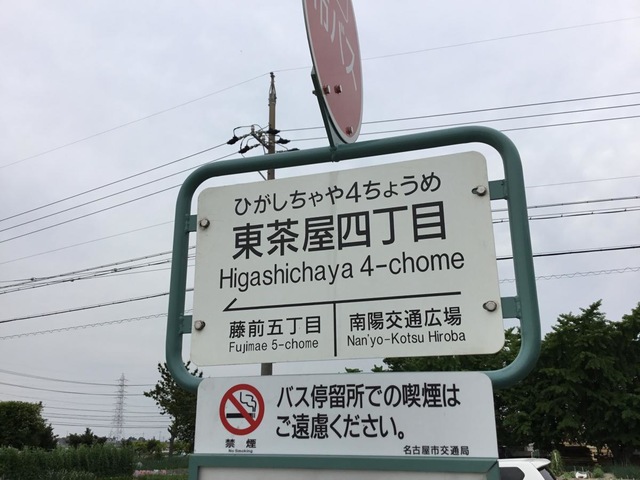 バス
ひがしちゃや4ちょうめ
東茶屋四丁目
Higashichaya 4-chome
藤前五丁目
Fujimae 5-chome
南陽交通広場
Nan'yo-Kotsu Hiroba
禁煙
No Smoking
バス停留所での喫煙は
ご遠慮ください。
名古屋市交通局